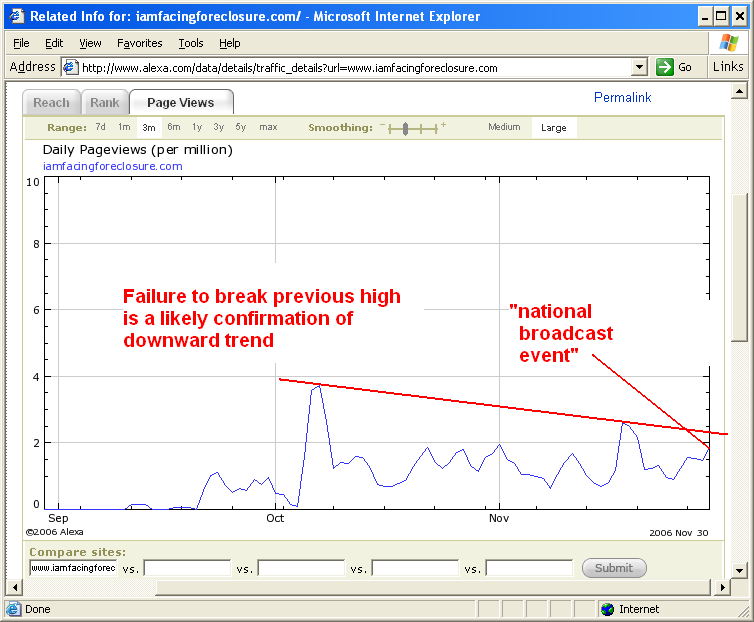 Related Info for: iamfacingforeclosure.com/ - Microsoft Internet Explorer
File Edit View Favorites Tools Help
Address http://www.alexa.com/data/details/traffic_details?url=www.iamfacingforeclosure.com Go Links
Reach Rank Page Views Permalink
Range: 7d 1m 3m 6m 1y 3y 5y max Smoothing: - + Medium Large
Daily Pageviews (per million)
iamfacingforeclosure.com
10
8
6
4
2
0
Failure to break previous high
is a likely confirmation of
downward trend
"national
broadcast
event"
Sep Oct Nov
©2006 Alexa 2006 Nov 30
Compare sites:
www.iamfacingforec vs. vs. vs. vs. Submit
Done Internet